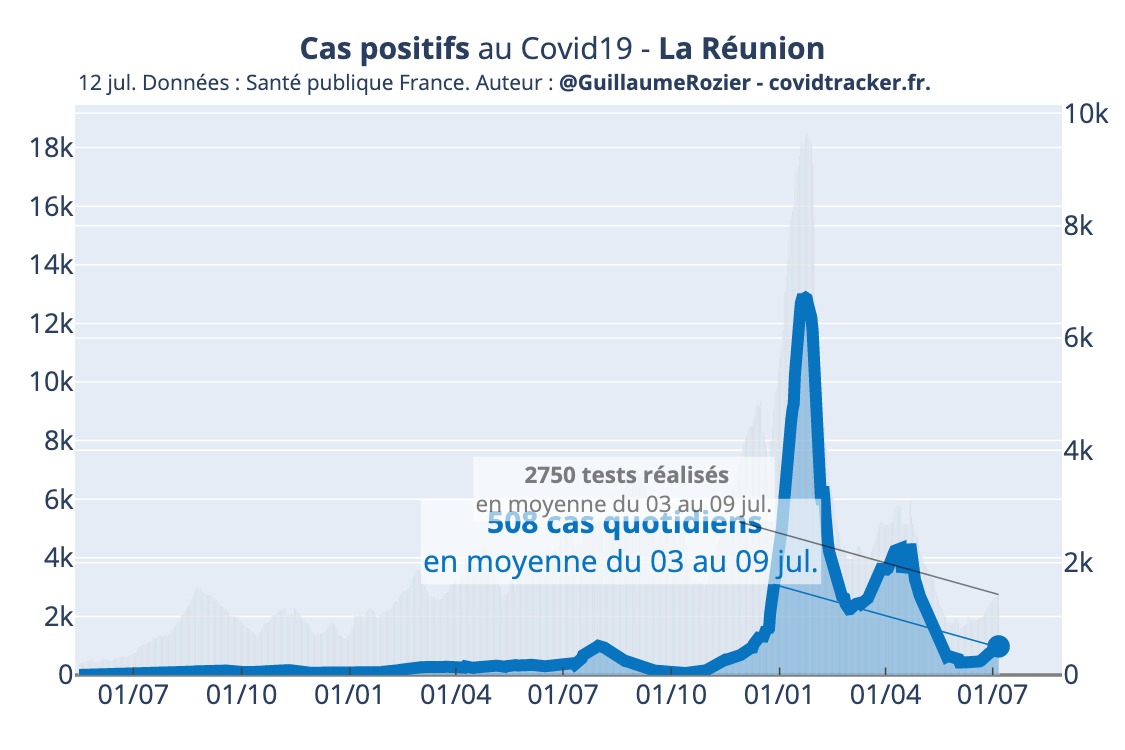 Cas positifs au Covid19 - La Réunion
12 jul. Données : Santé publique France. Auteur : @GuillaumeRozier - covidtracker.fr.
10k
18k
16k
8k
14k
12k
6k
10k
8k
4k
2750 tests réalisés
6k
en moyenne du 03 au 09 jul.
508 cas quotidiens
4k
en moyenne du 03 au 09 jul.
2k
2k
0
0
01/07 01/10 01/01 01/04 01/07 01/10 01/01 01/04 01/07